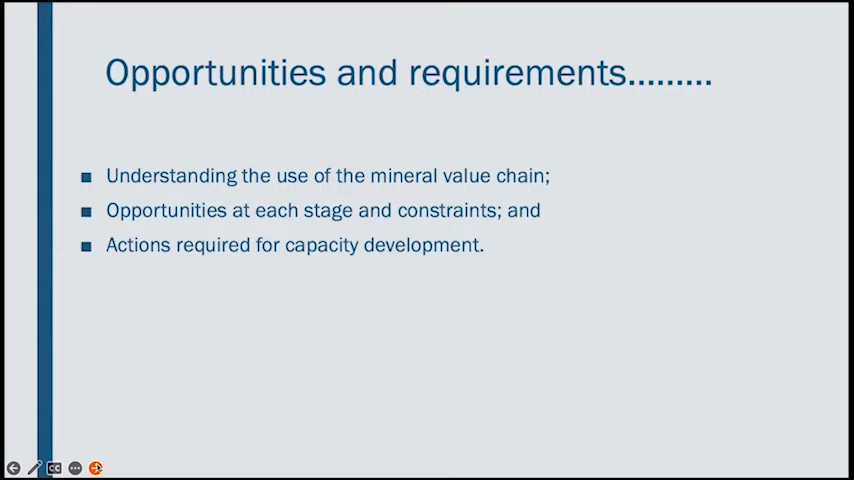 Opportunities and requirements.........
Understanding the use of the mineral value chain;
Opportunities at each stage and constraints; and
Actions required for capacity development.
CC